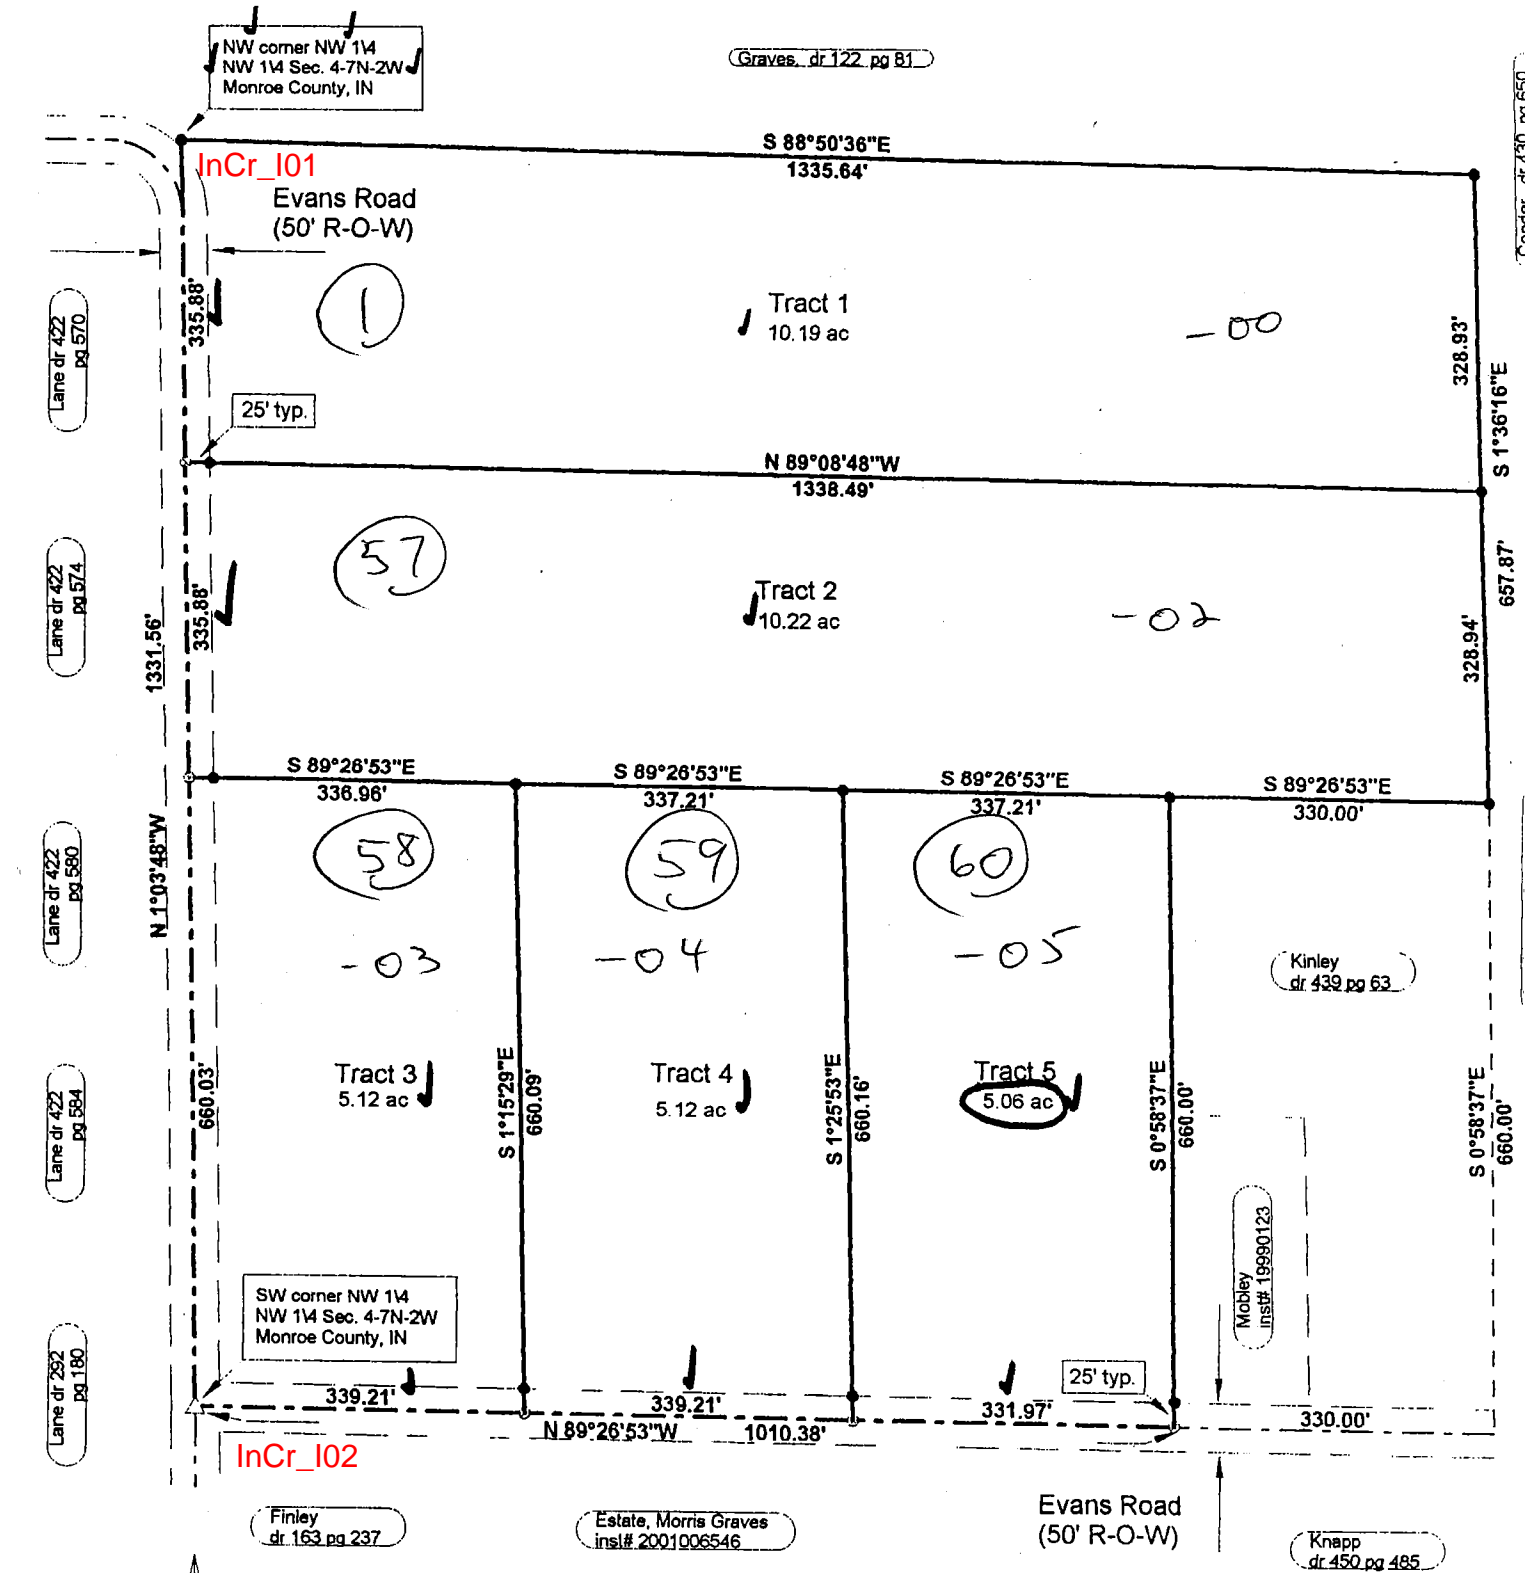 NW corner NW 1\4
NW 1\4 Sec. 4-7N-2W
Monroe County, IN
Graves, dr 122 pg 81
InCr_I01
Evans Road
(50' R-O-W)
S 88°50'36"E
1335.64'
Lane dr 422
pg 570
335.88'
1
Tract 1
10.19 ac
-00
328.93'
S 1°36'16"E
657.87'
25' typ.
N 89°08'48"W
1338.49'
Lane dr 422
pg 574
1331.56'
N 1°03'48"W
335.88'
57
Tract 2
10.22 ac
-02
328.94'
S 89°26'53"E
336.96'
S 89°26'53"E
337.21'
S 89°26'53"E
337.21'
S 89°26'53"E
330.00'
Lane dr 422
pg 580
58
59
60
-03
-04
-05
Kinley
dr 439 pg 63
Lane dr 422
pg 584
660.03'
Tract 3
5.12 ac
S 1°15'29"E
660.09'
Tract 4
5.12 ac
S 1°25'53"E
660.16'
Tract 5
5.06 ac
S 0°58'37"E
660.00'
S 0°58'37"E
660.00'
Mobley
inst# 19990123
SW corner NW 1\4
NW 1\4 Sec. 4-7N-2W
Monroe County, IN
Lane dr 292
pg 180
339.21'
339.21'
331.97'
25' typ.
330.00'
N 89°26'53"W
1010.38'
InCr_I02
Finley
dr 163 pg 237
Estate, Morris Graves
inst# 2001006546
Evans Road
(50' R-O-W)
Knapp
dr 450 pg 485